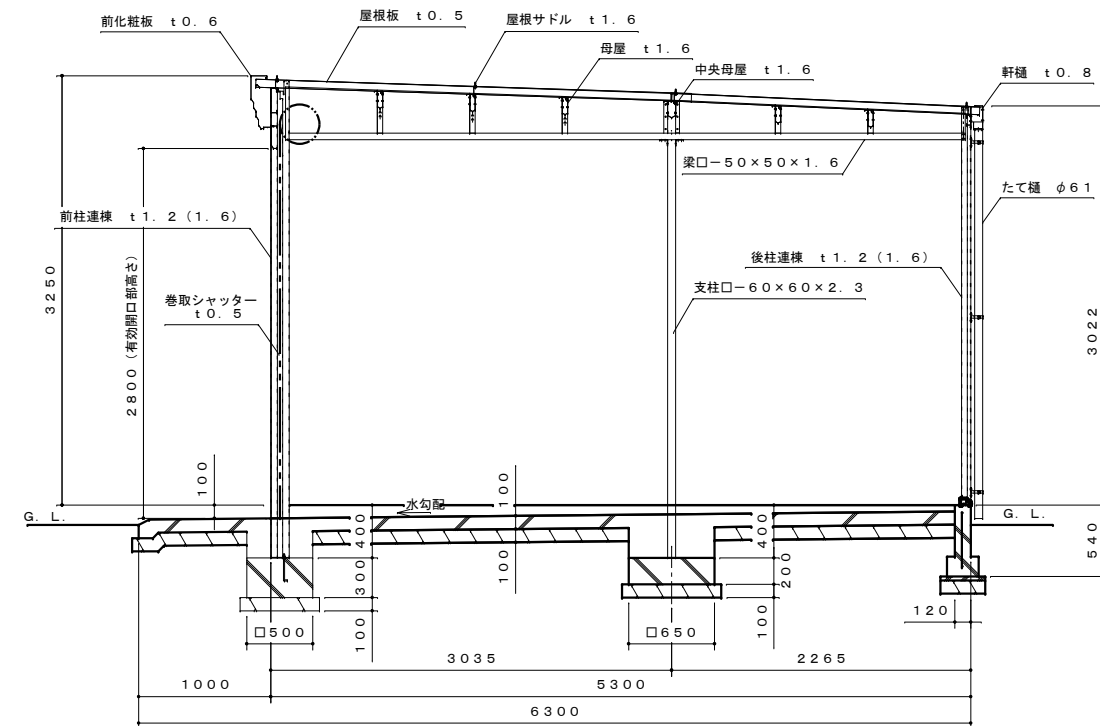 前化粧板 t0.6
屋根板 t0.5
屋根サドル t1.6
母屋 t1.6
中央母屋 t1.6
軒樋 t0.8
梁口-50×50×1.6
たて樋 φ61
前柱連棟 t1.2(1.6)
後柱連棟 t1.2(1.6)
支柱口-60×60×2.3
巻取シャッター
t0.5
3250
2800(有効開口部高さ)
3022
100
100
水勾配
G.L.
G.L.
400
400
540
100
300
200
120
□500
100
□650
100
3035
2265
1000
5300
6300